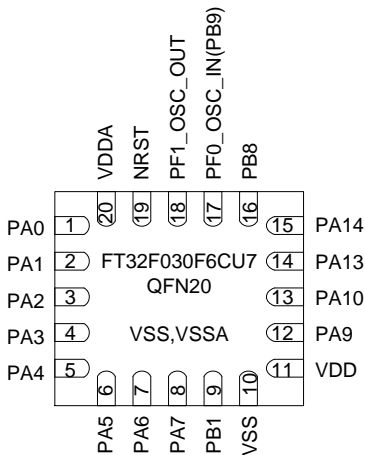 VDDA
NRST
PF1_OSC_OUT
PF0_OSC_IN(PB9)
PB8
20
19
18
17
16
PA0 1
15 PA14
PA1 2
FT32F030F6CU7
14 PA13
QFN20
PA2 3
13 PA10
PA3 4
VSS,VSSA
12 PA9
PA4 5
11 VDD
6
7
8
9
10
PA5
PA6
PA7
PB1
VSS